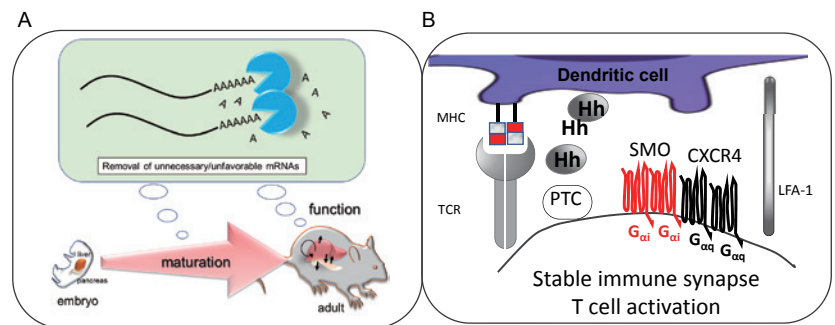 A
AAAAAA
A
A
A
A
A
A
AAAAAA
A
A
Removal of unnecessary/unfavorable mRNAs
function
liver
pancreas
maturation
embryo
adult
B
Dendritic cell
MHC
Hh
Hh
Hh
SMO
CXCR4
TCR
PTC
LFA-1
Gαi Gαi Gαq
Gαq
Stable immune synapse
T cell activation